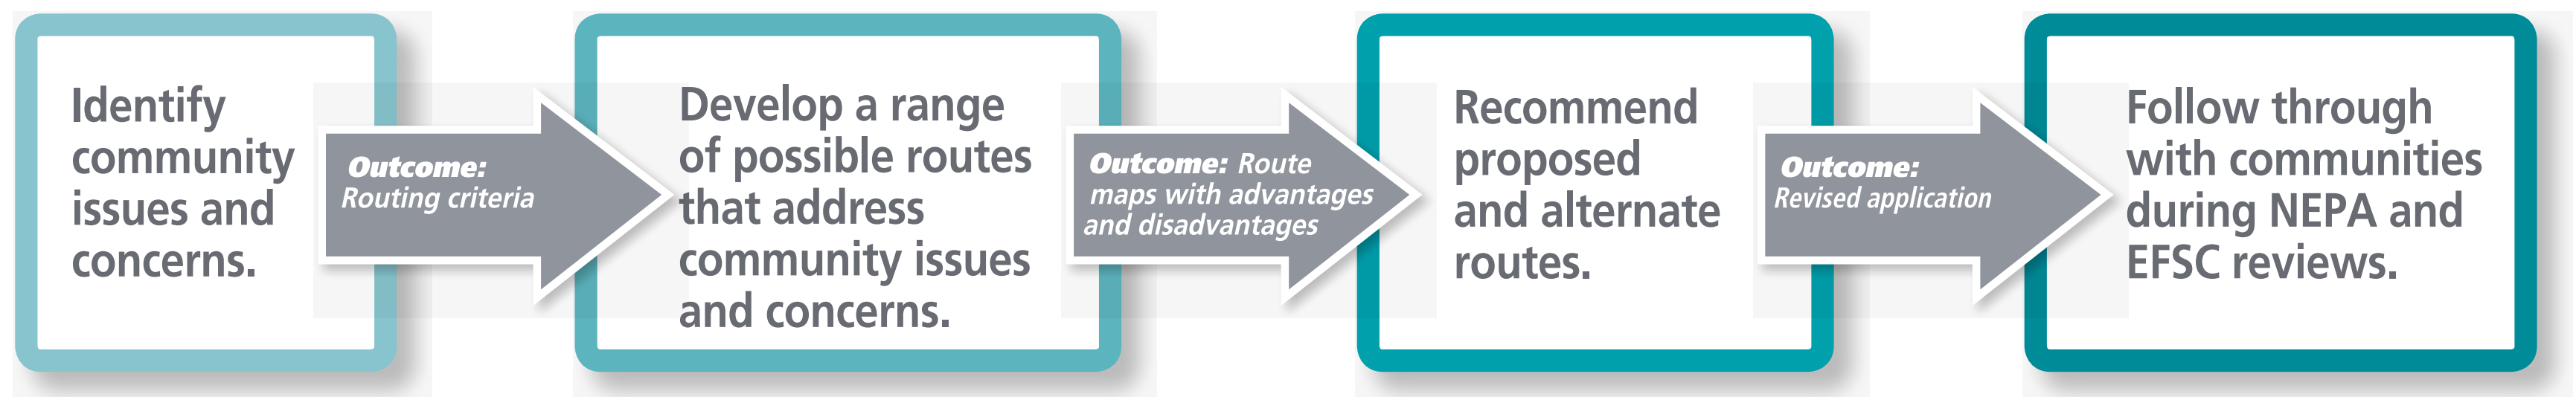 Identify
community
issues and
concerns.
Outcome:
Routing criteria
Develop a range
of possible routes
that address
community issues
and concerns.
Outcome: Route
maps with advantages
and disadvantages
Recommend
proposed
and alternate
routes.
Outcome:
Revised application
Follow through
with communities
during NEPA and
EFSC reviews.